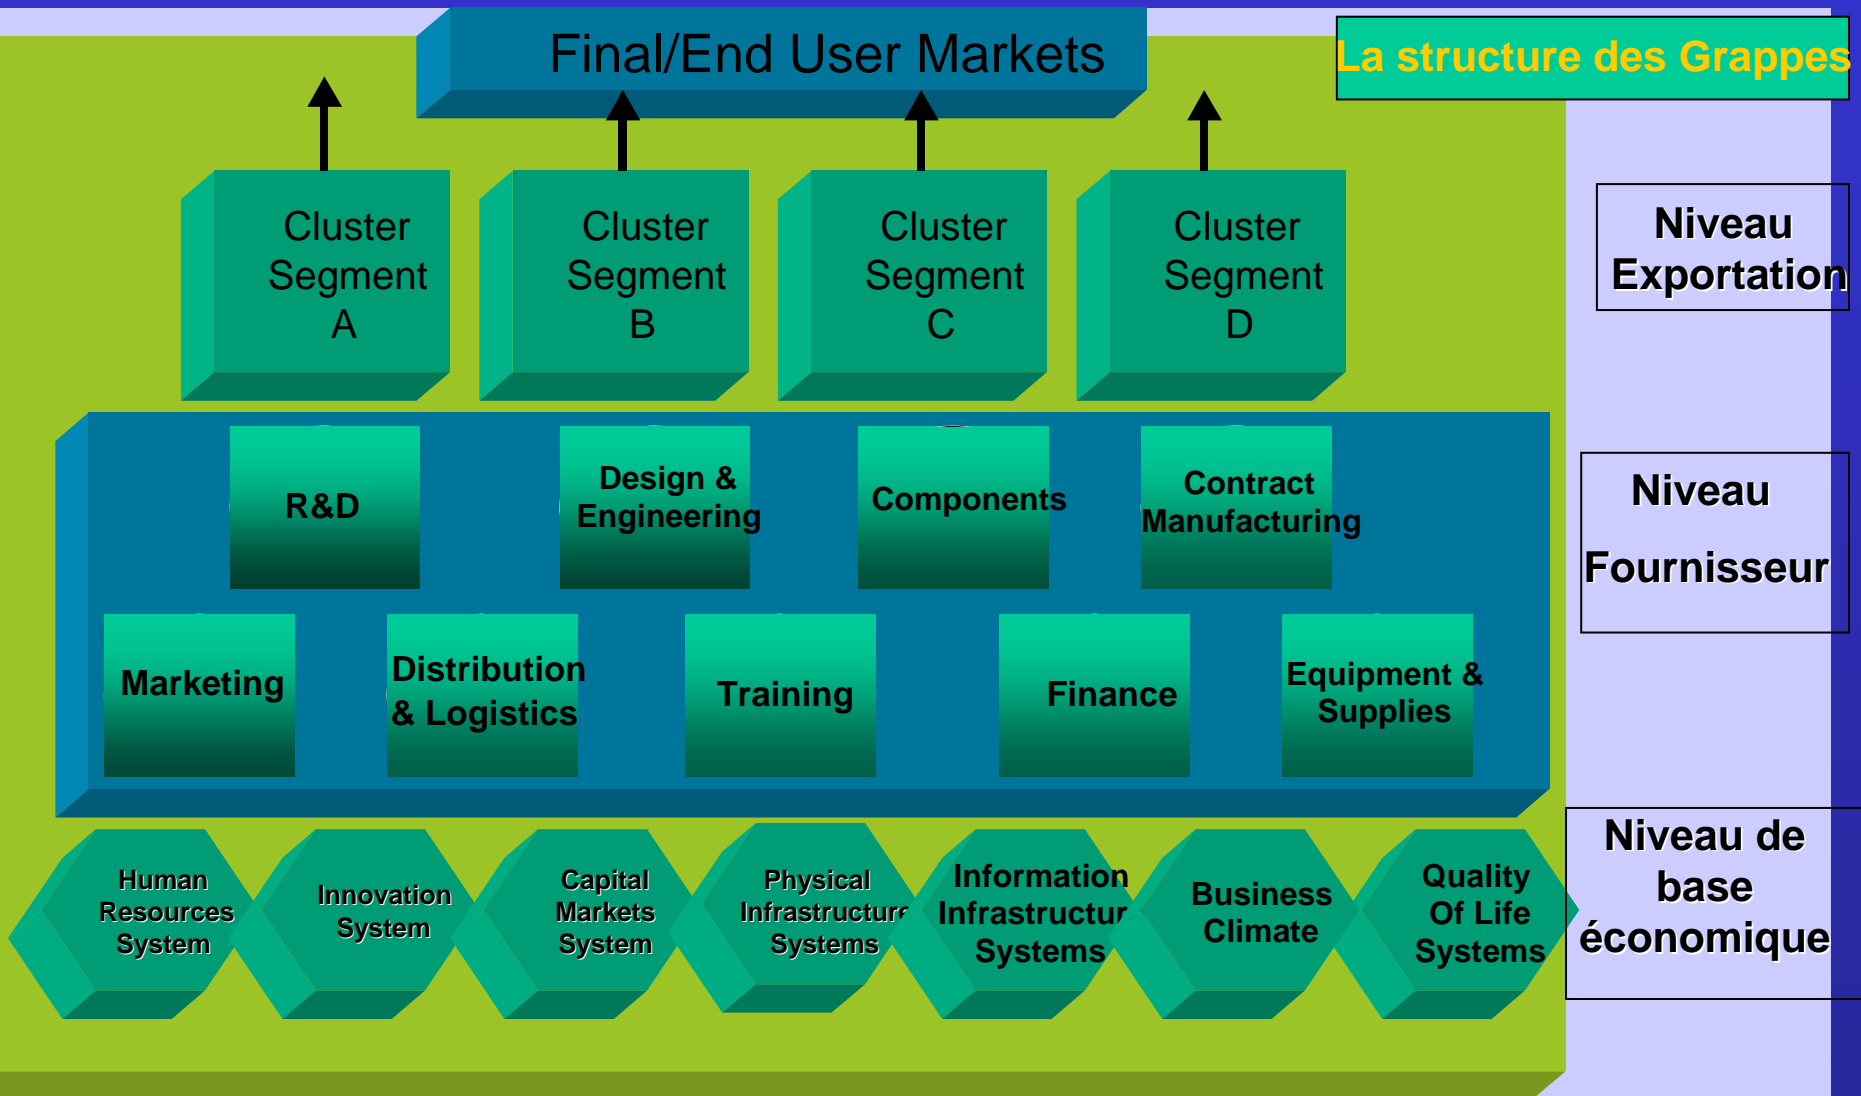 Final/End User Markets
La structure des Grappes
Cluster
Segment
A
Cluster
Segment
B
Cluster
Segment
C
Cluster
Segment
D
Niveau
Exportation
R&D
Design &
Engineering
Components
Contract
Manufacturing
Niveau
Fournisseur
Marketing
Distribution
& Logistics
Training
Finance
Equipment &
Supplies
Human
Resources
System
Innovation
System
Capital
Markets
System
Physical
Infrastructure
Systems
Information
Infrastructure
Systems
Business
Climate
Quality
Of Life
Systems
Niveau de
base
économique